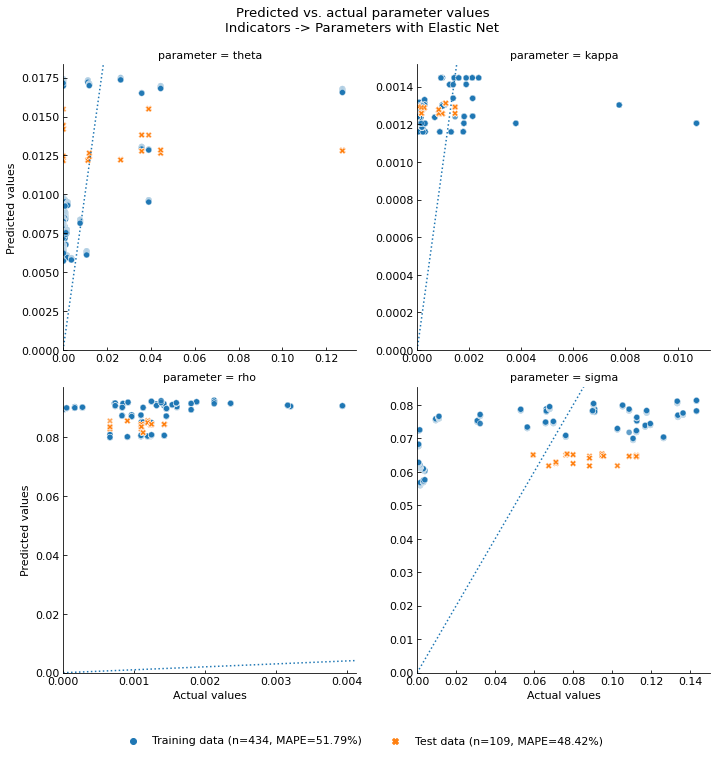 Predicted vs. actual parameter values
Indicators -> Parameters with Elastic Net
parameter = theta
parameter = kappa
0.0175
0.0150
0.0125
0.0100
0.0075
0.0050
0.0025
0.0000
Predicted values
0.00 0.02 0.04 0.06 0.08 0.10 0.12
0.0014
0.0012
0.0010
0.0008
0.0006
0.0004
0.0002
0.0000
0.000 0.002 0.004 0.006 0.008 0.010
parameter = rho
parameter = sigma
0.08
0.06
0.04
0.02
0.00
Predicted values
0.000 0.001 0.002 0.003 0.004
Actual values
0.08
0.07
0.06
0.05
0.04
0.03
0.02
0.01
0.00
0.00 0.02 0.04 0.06 0.08 0.10 0.12 0.14
Actual values
Training data (n=434, MAPE=51.79%)
Test data (n=109, MAPE=48.42%)